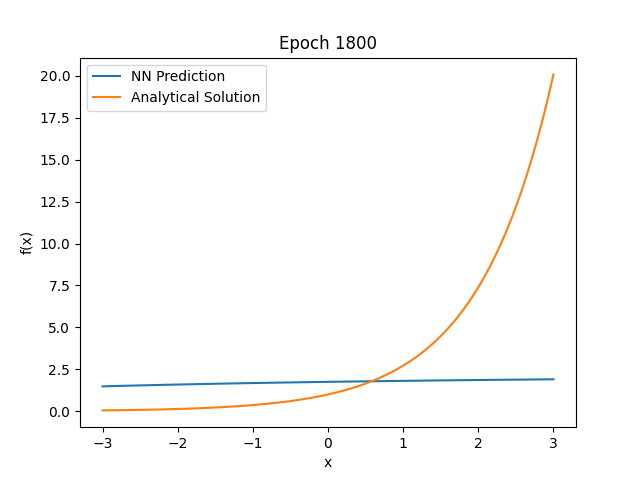 Epoch 1800
NN Prediction
Analytical Solution
20.0
17.5
15.0
12.5
10.0
7.5
5.0
2.5
0.0
f(x)
−3 −2 −1 0 1 2 3
x